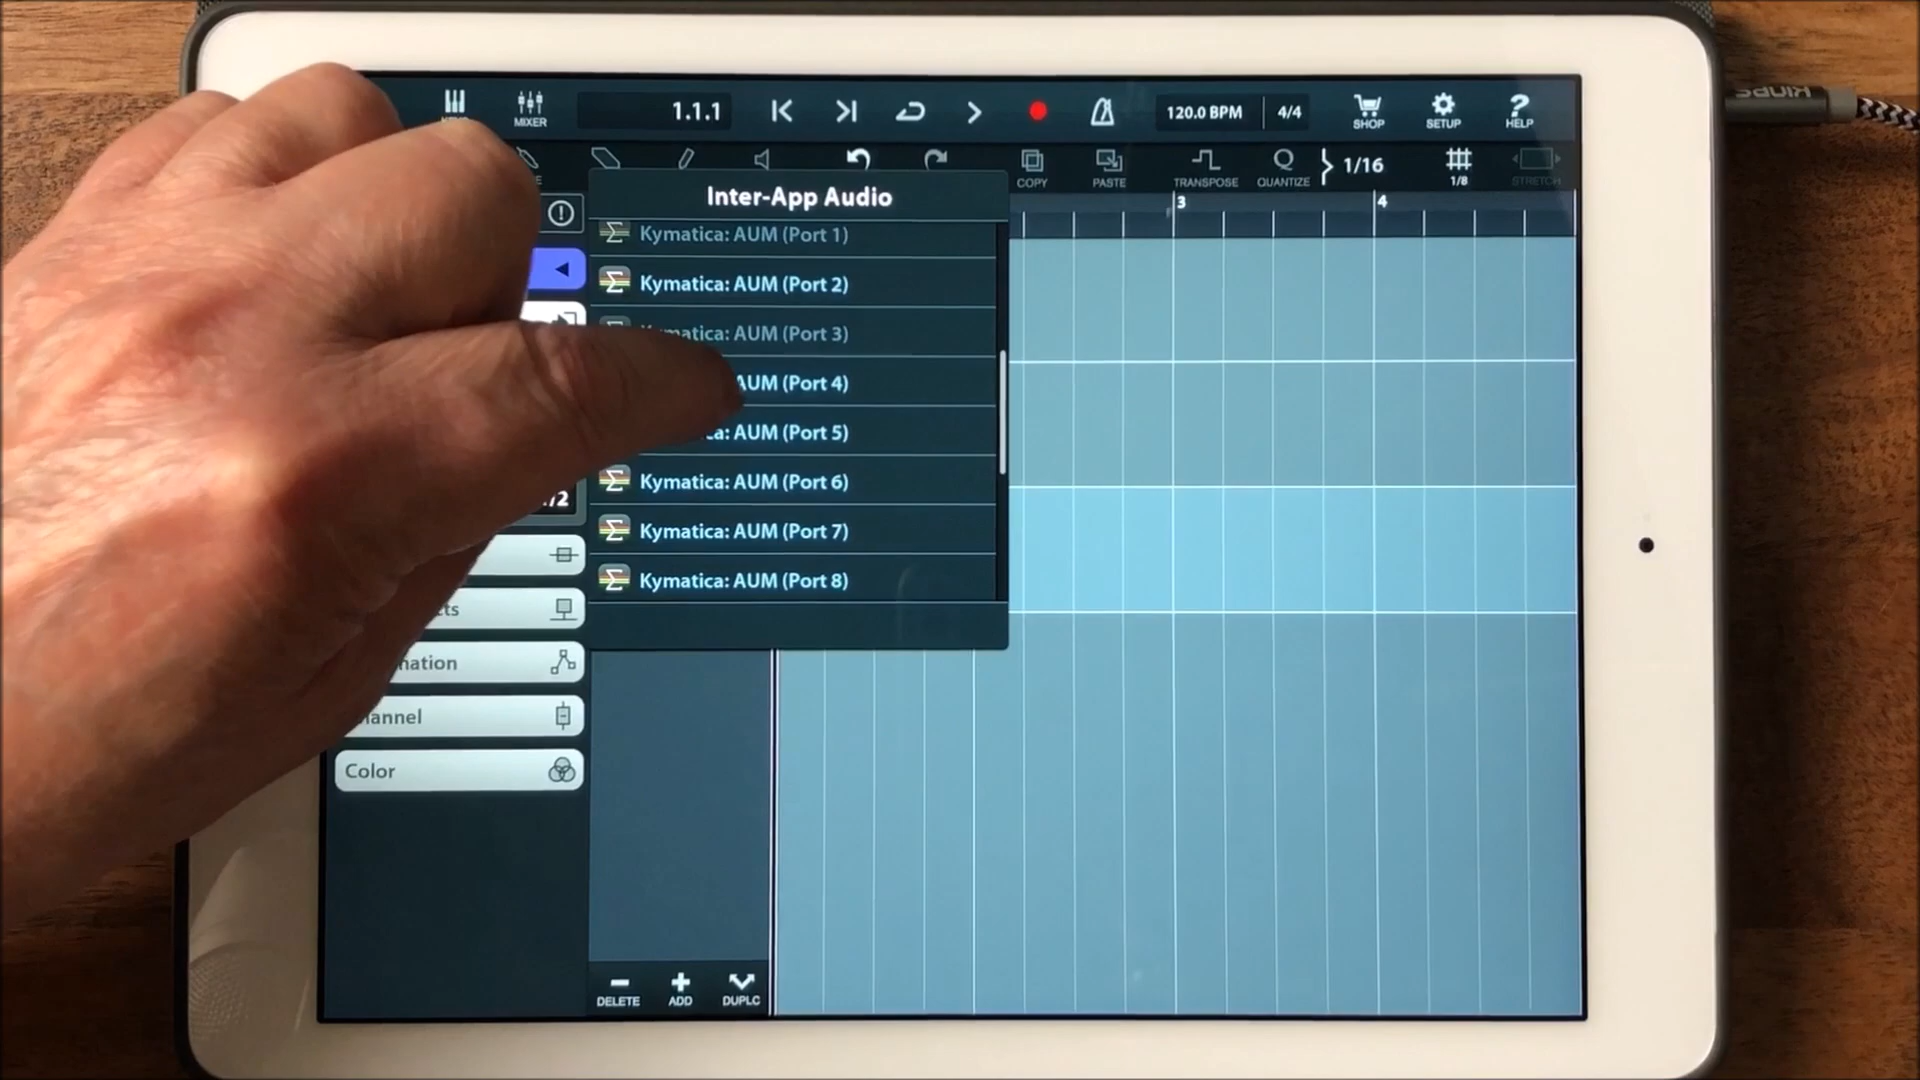 MIXER
1.1.1
120.0 BPM
4/4
SHOP
SETUP
HELP
COPY
PASTE
TRANSPOSE
Q
QUANTIZE
1/16
1/8
STRETCH
Inter-App Audio
3
4
Kymatica: AUM (Port 1)
Kymatica: AUM (Port 2)
AUM (Port 3)
AUM (Port 4)
AUM (Port 5)
Kymatica: AUM (Port 6)
Kymatica: AUM (Port 7)
Kymatica: AUM (Port 8)
Color
DELETE
ADD
DUPLC